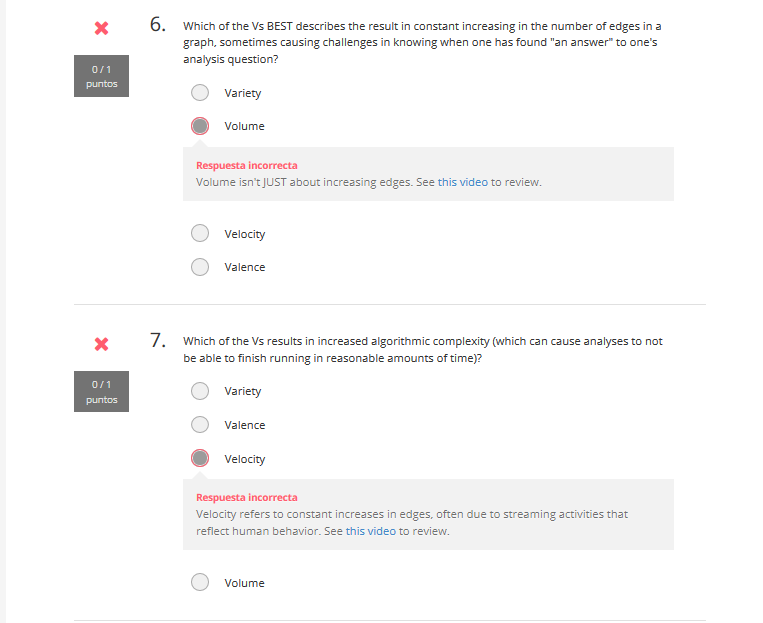 6. Which of the Vs BEST describes the result in constant increasing in the number of edges in a
graph, sometimes causing challenges in knowing when one has found "an answer" to one's
analysis question?
0 / 1
puntos
Variety
Volume
Respuesta incorrecta
Volume isn't JUST about increasing edges. See this video to review.
Velocity
Valence
7. Which of the Vs results in increased algorithmic complexity (which can cause analyses to not
be able to finish running in reasonable amounts of time)?
0 / 1
puntos
Variety
Valence
Velocity
Respuesta incorrecta
Velocity refers to constant increases in edges, often due to streaming activities that
reflect human behavior. See this video to review.
Volume